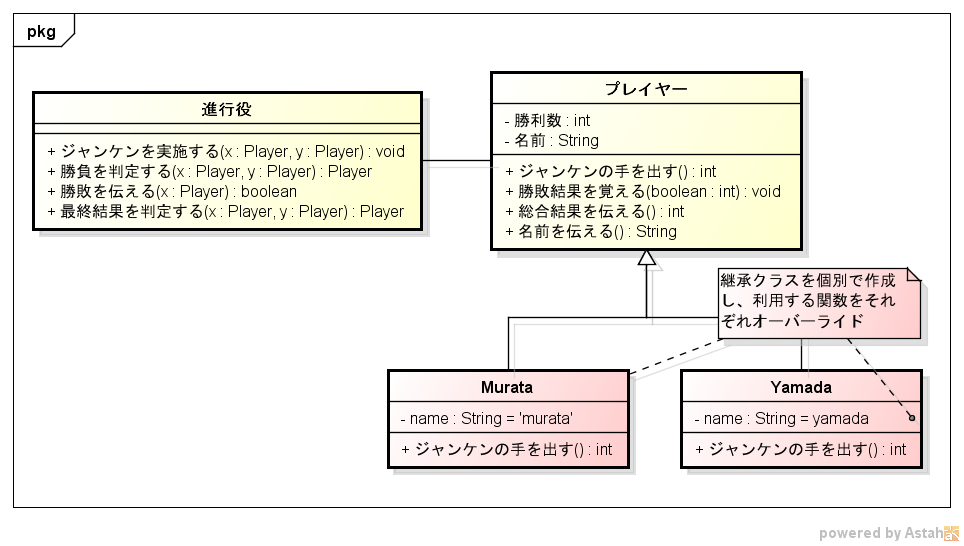 pkg
進行役
+ ジャンケンを実施する(x : Player, y : Player) : void
+ 勝負を判定する(x : Player, y : Player) : Player
+ 勝敗を伝える(x : Player) : boolean
+ 最終結果を判定する(x : Player, y : Player) : Player
プレイヤー
- 勝利数 : int
- 名前 : String
+ ジャンケンの手を出す() : int
+ 勝敗結果を覚える(boolean : int) : void
+ 総合結果を伝える() : int
+ 名前を伝える() : String
継承クラスを個別で作成
し、利用する関数をそれ
ぞれオーバーライド
Murata
- name : String = 'murata'
+ ジャンケンの手を出す() : int
Yamada
- name : String = yamada
+ ジャンケンの手を出す() : int
powered by Astah